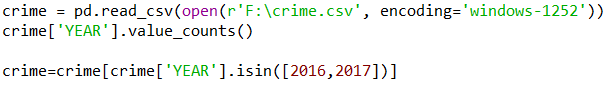 crime = pd.read_csv(open(r'F:\crime.csv', encoding='windows-1252'))
crime['YEAR'].value_counts()
crime=crime[crime['YEAR'].isin([2016,2017])]